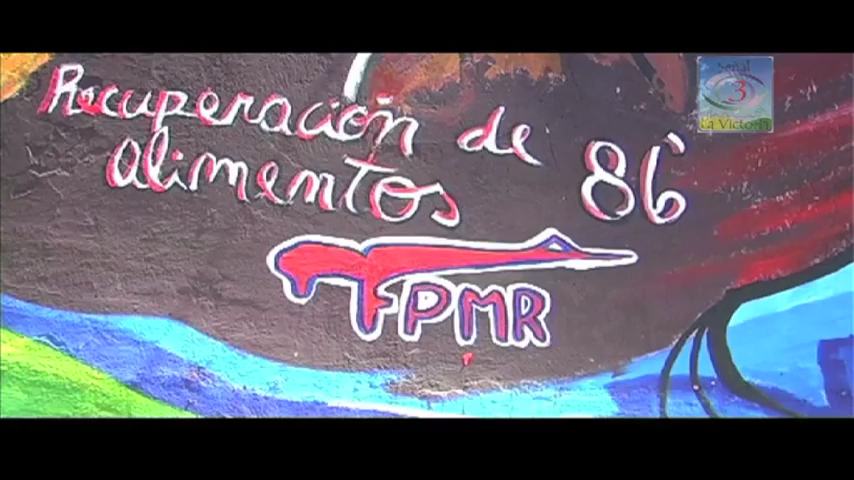 Recuperación de
alimentos 86'
FPMR
Señal
3
La Victoria